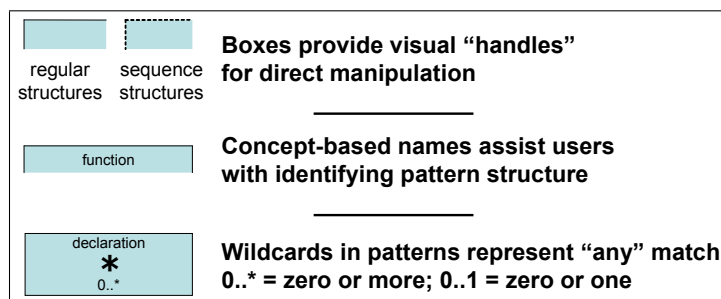 Boxes provide visual “handles”
for direct manipulation
regular
structures
sequence
structures
function
Concept-based names assist users
with identifying pattern structure
declaration
*
0..*
Wildcards in patterns represent “any” match
0..* = zero or more; 0..1 = zero or one